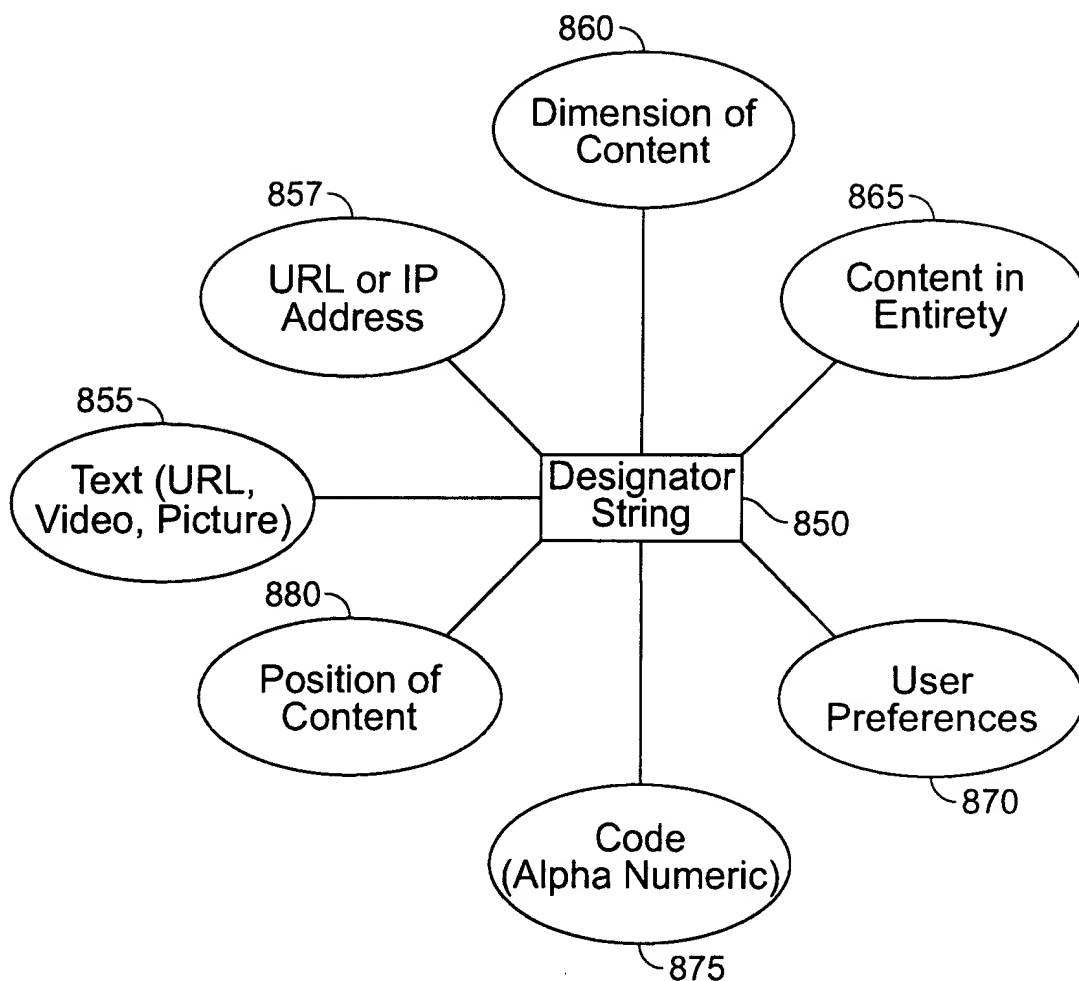 860
Dimension of
Content
857
URL or IP
Address
865
Content in
Entirety
855
Text (URL,
Video, Picture)
Designator
String
850
880
Position of
Content
User
Preferences
870
Code
(Alpha Numeric)
875